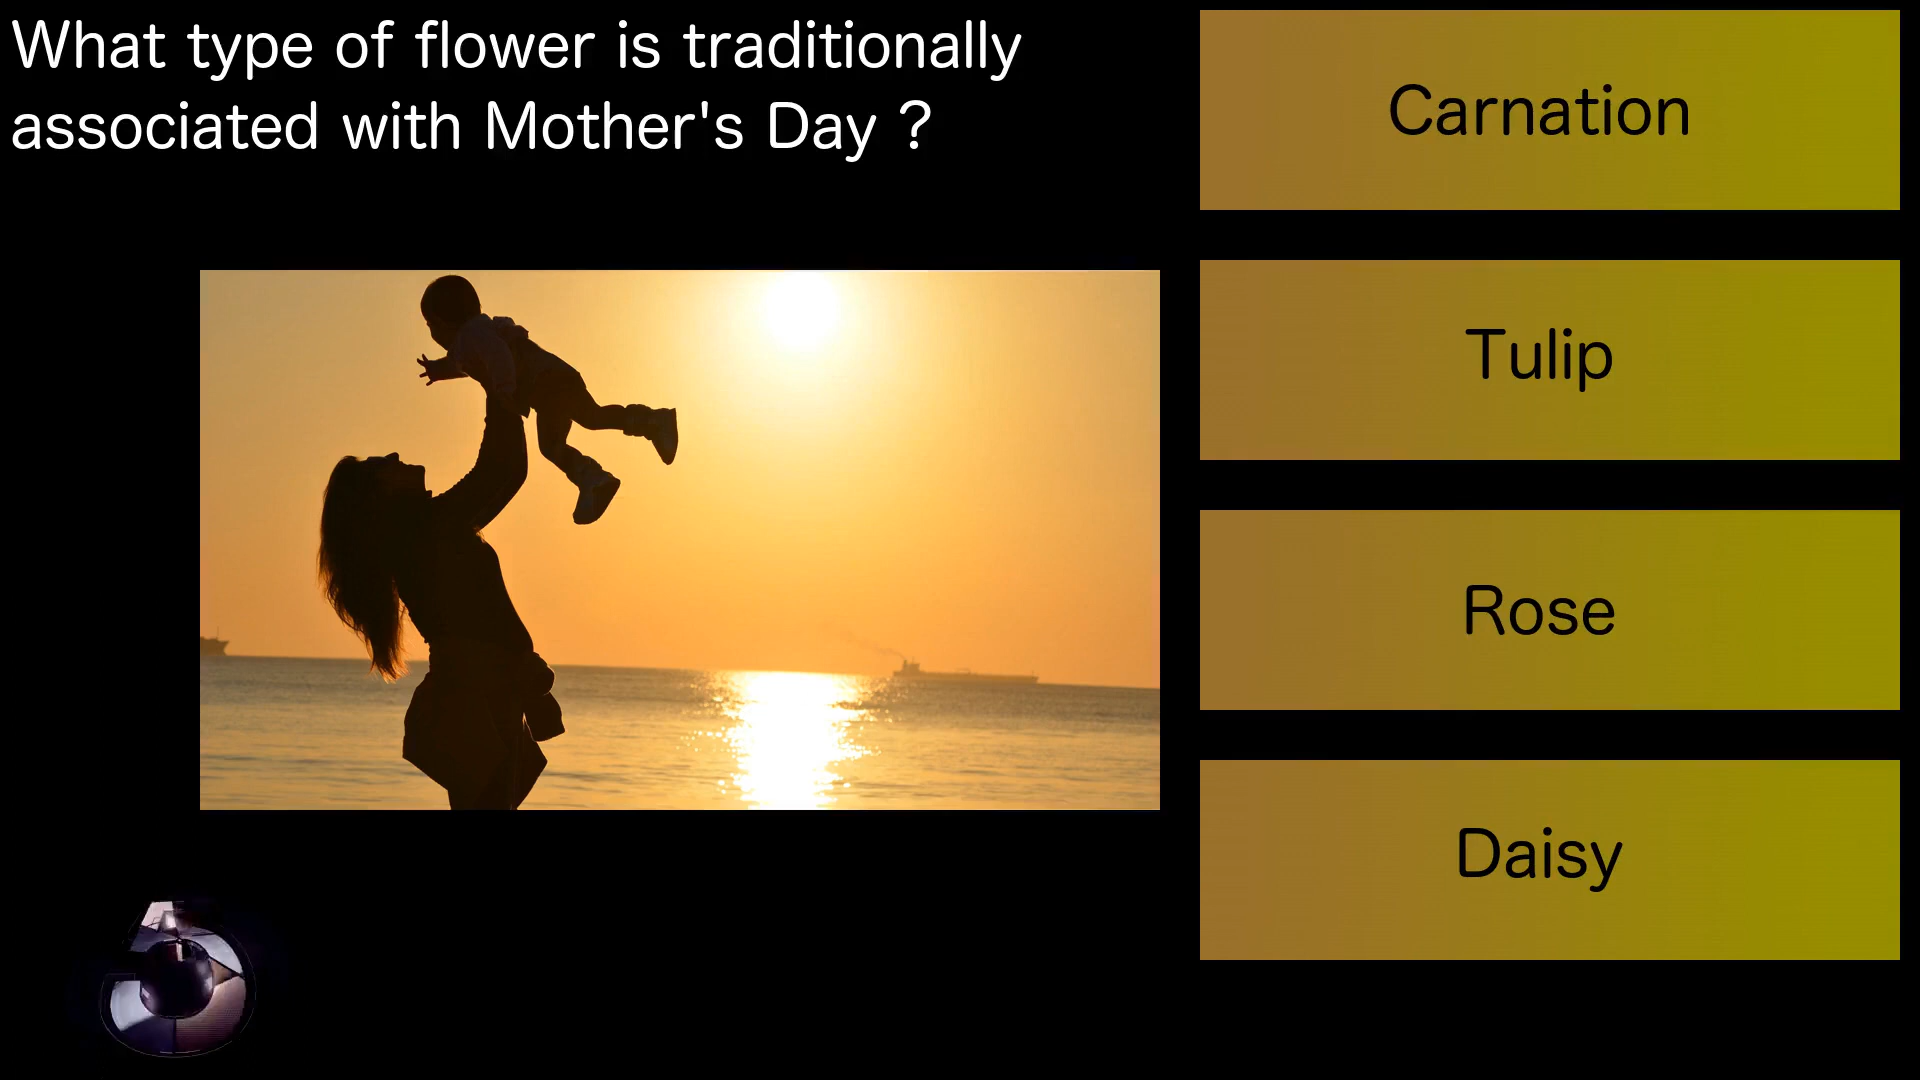 What type of flower is traditionally
associated with Mother's Day ?
Carnation
Tulip
Rose
Daisy